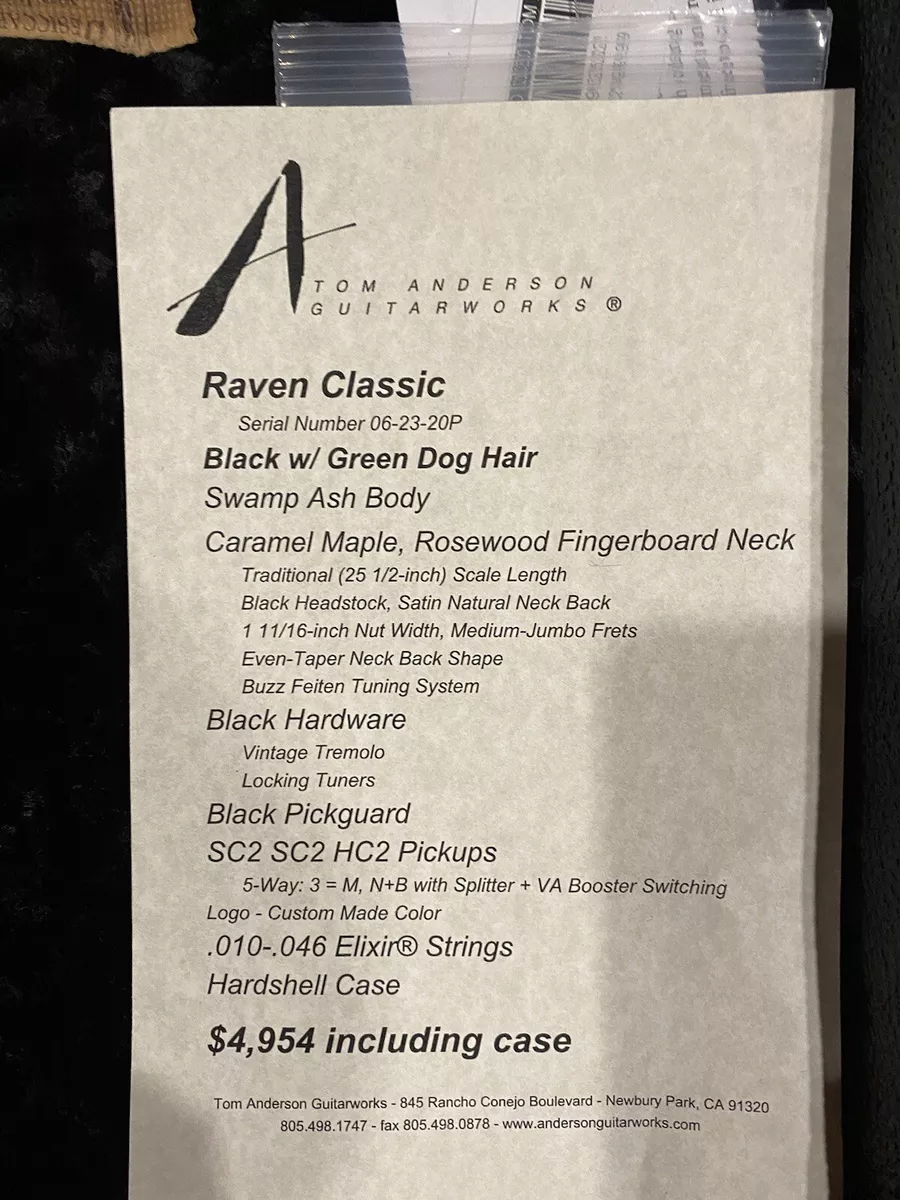 TOM ANDERSON
GUITARWORKS ®
Raven Classic
Serial Number 06-23-20P
Black w/ Green Dog Hair
Swamp Ash Body
Caramel Maple, Rosewood Fingerboard Neck
Traditional (25 1/2-inch) Scale Length
Black Headstock, Satin Natural Neck Back
1 11/16-inch Nut Width, Medium-Jumbo Frets
Even-Taper Neck Back Shape
Buzz Feiten Tuning System
Black Hardware
Vintage Tremolo
Locking Tuners
Black Pickguard
SC2 SC2 HC2 Pickups
5-Way: 3 = M, N+B with Splitter + VA Booster Switching
Logo - Custom Made Color
.010-.046 Elixir® Strings
Hardshell Case
$4,954 including case
Tom Anderson Guitarworks - 845 Rancho Conejo Boulevard - Newbury Park, CA 91320
805.498.1747 - fax 805.498.0878 - www.andersonguitarworks.com